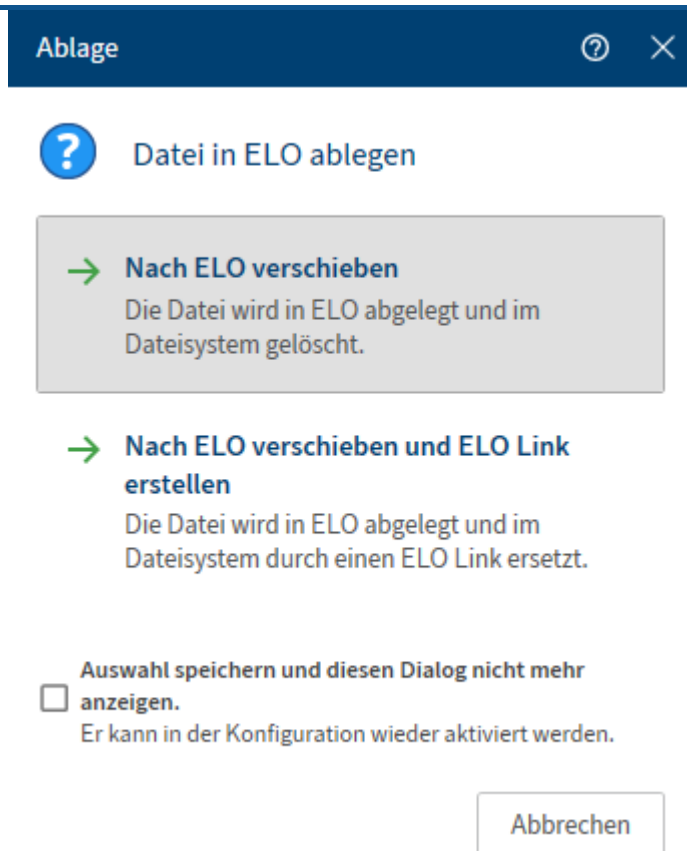 Ablage
Datei in ELO ablegen
Nach ELO verschieben
Die Datei wird in ELO abgelegt und im
Dateisystem gelöscht.
Nach ELO verschieben und ELO Link
erstellen
Die Datei wird in ELO abgelegt und im
Dateisystem durch einen ELO Link ersetzt.
Auswahl speichern und diesen Dialog nicht mehr
anzeigen.
Er kann in der Konfiguration wieder aktiviert werden.
Abbrechen